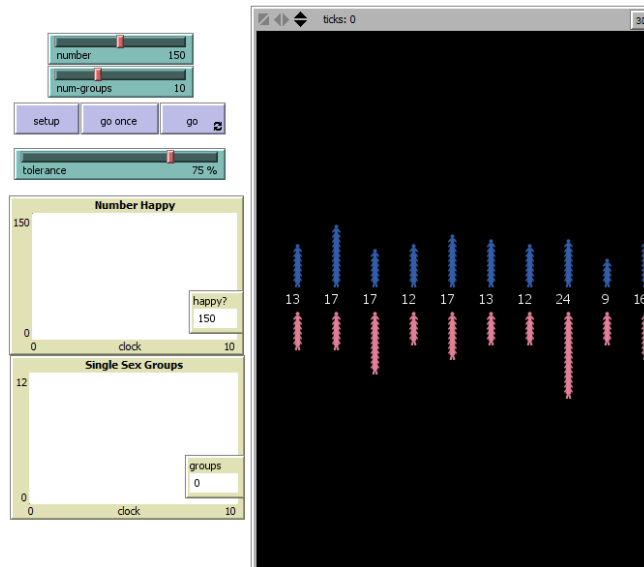 ticks: 0
30
number 150
num-groups 10
setup go once go
tolerance 75 %
Number Happy
150
happy?
150
0
0 clock 10
Single Sex Groups
12
groups
0
0
0 clock 10
13 17 17 12 17 13 12 24 9 16